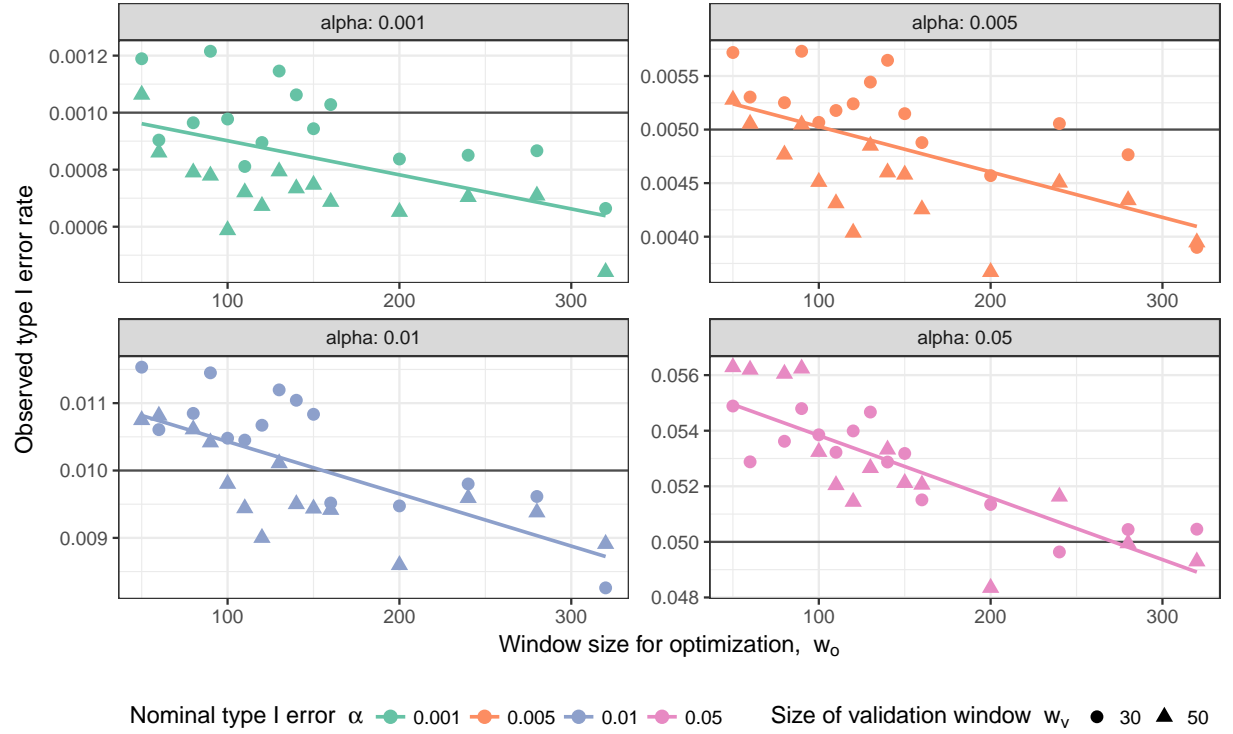 alpha: 0.001
alpha: 0.005
0.0012
0.0010
0.0008
0.0006
0.0055
0.0050
0.0045
0.0040
100 200 300
100 200 300
alpha: 0.01
alpha: 0.05
0.011
0.010
0.009
0.056
0.054
0.052
0.050
0.048
100 200 300
100 200 300
Observed type I error rate
Window size for optimization, wₒ
Nominal type I error α 0.001 0.005 0.01 0.05 Size of validation window wᵥ 30 50